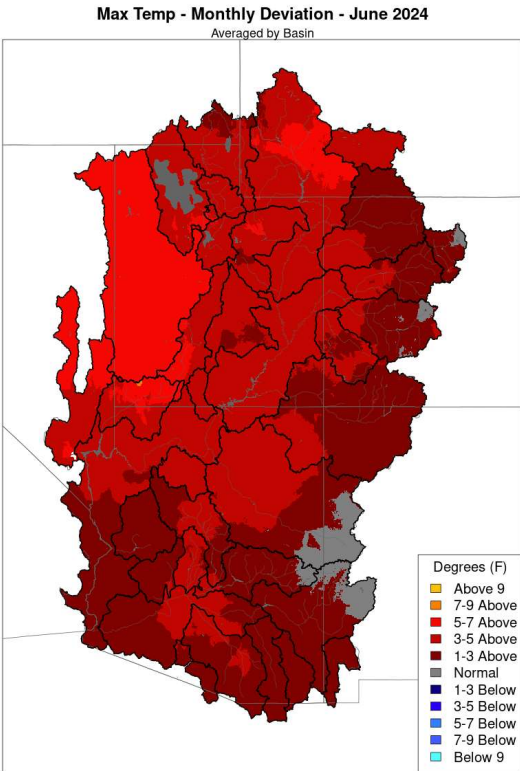 Max Temp - Monthly Deviation - June 2024
Averaged by Basin
Degrees (F)
Above 9
7-9 Above
5-7 Above
3-5 Above
1-3 Above
Normal
1-3 Below
3-5 Below
5-7 Below
7-9 Below
Below 9